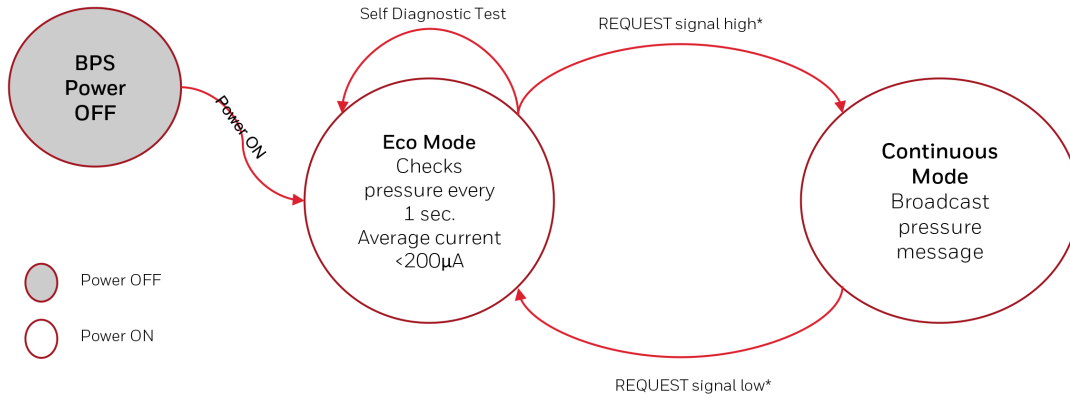 Self Diagnostic Test
REQUEST signal high*
BPS
Power
OFF
Power ON
Eco Mode
Checks
pressure every
1 sec.
Average current
<200µA
Continuous
Mode
Broadcast
pressure
message
Power OFF
Power ON
REQUEST signal low*